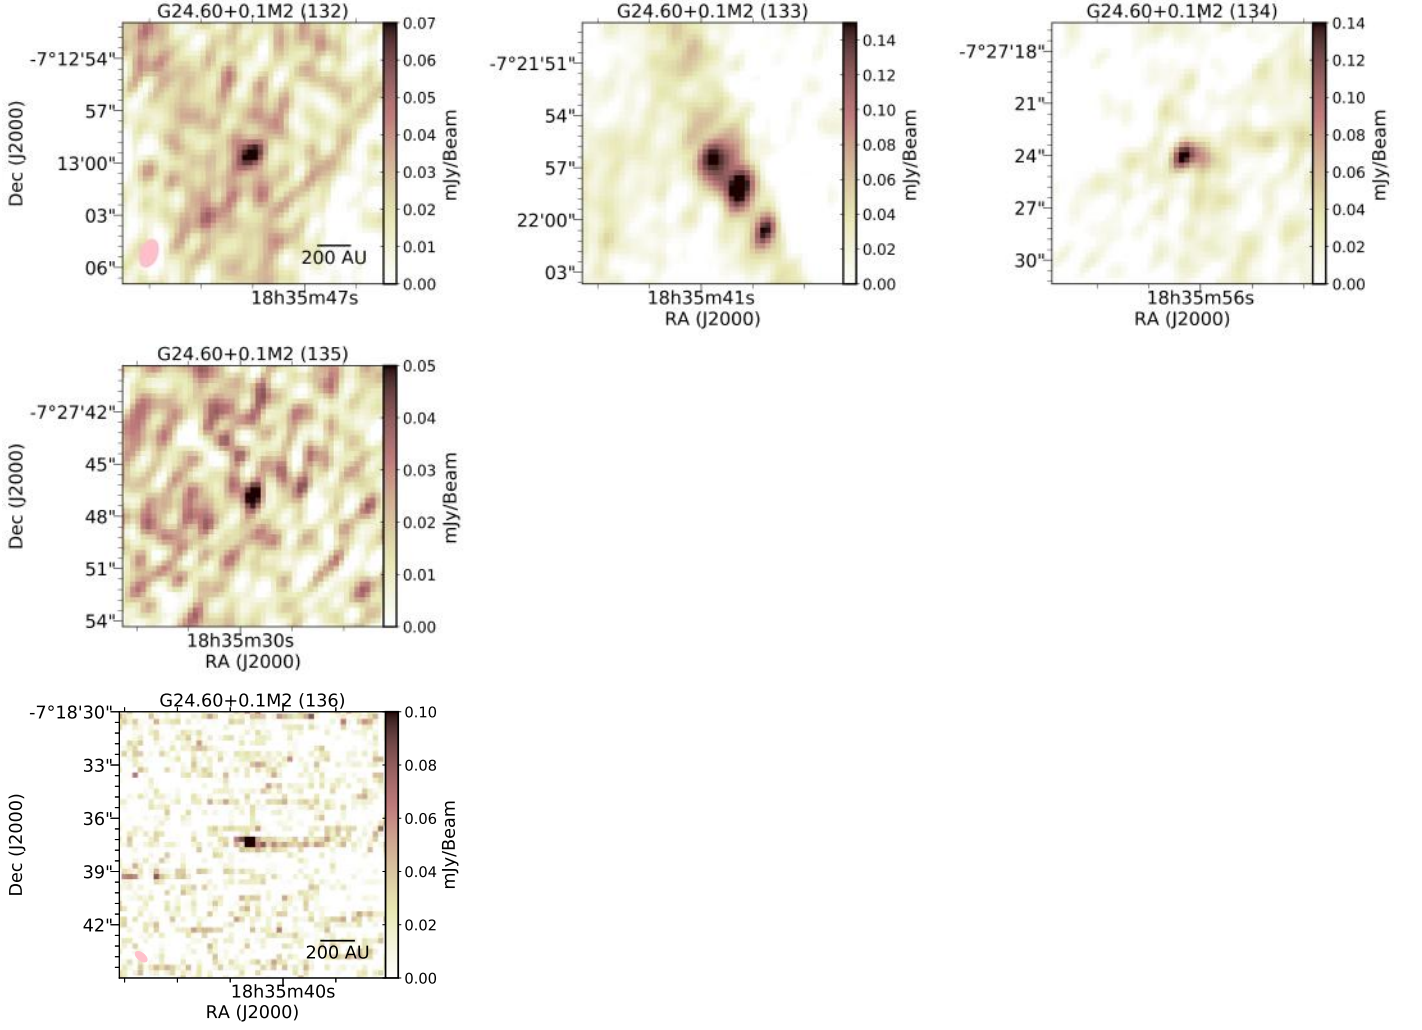 G24.60+0.1M2 (132)
Dec (J2000)
-7°12'54"
57"
13'00"
03"
06"
200 AU
18h35m47s
0.07
0.06
0.05
0.04
0.03
0.02
0.01
0.00
mJy/Beam
G24.60+0.1M2 (133)
-7°21'51"
54"
57"
22'00"
03"
18h35m41s
RA (J2000)
0.14
0.12
0.10
0.08
0.06
0.04
0.02
0.00
mJy/Beam
G24.60+0.1M2 (134)
-7°27'18"
21"
24"
27"
30"
18h35m56s
RA (J2000)
0.14
0.12
0.10
0.08
0.06
0.04
0.02
0.00
mJy/Beam
G24.60+0.1M2 (135)
Dec (J2000)
-7°27'42"
45"
48"
51"
54"
18h35m30s
RA (J2000)
0.05
0.04
0.03
0.02
0.01
0.00
mJy/Beam
G24.60+0.1M2 (136)
Dec (J2000)
-7°18'30"
33"
36"
39"
42"
200 AU
18h35m40s
RA (J2000)
0.10
0.08
0.06
0.04
0.02
0.00
mJy/Beam